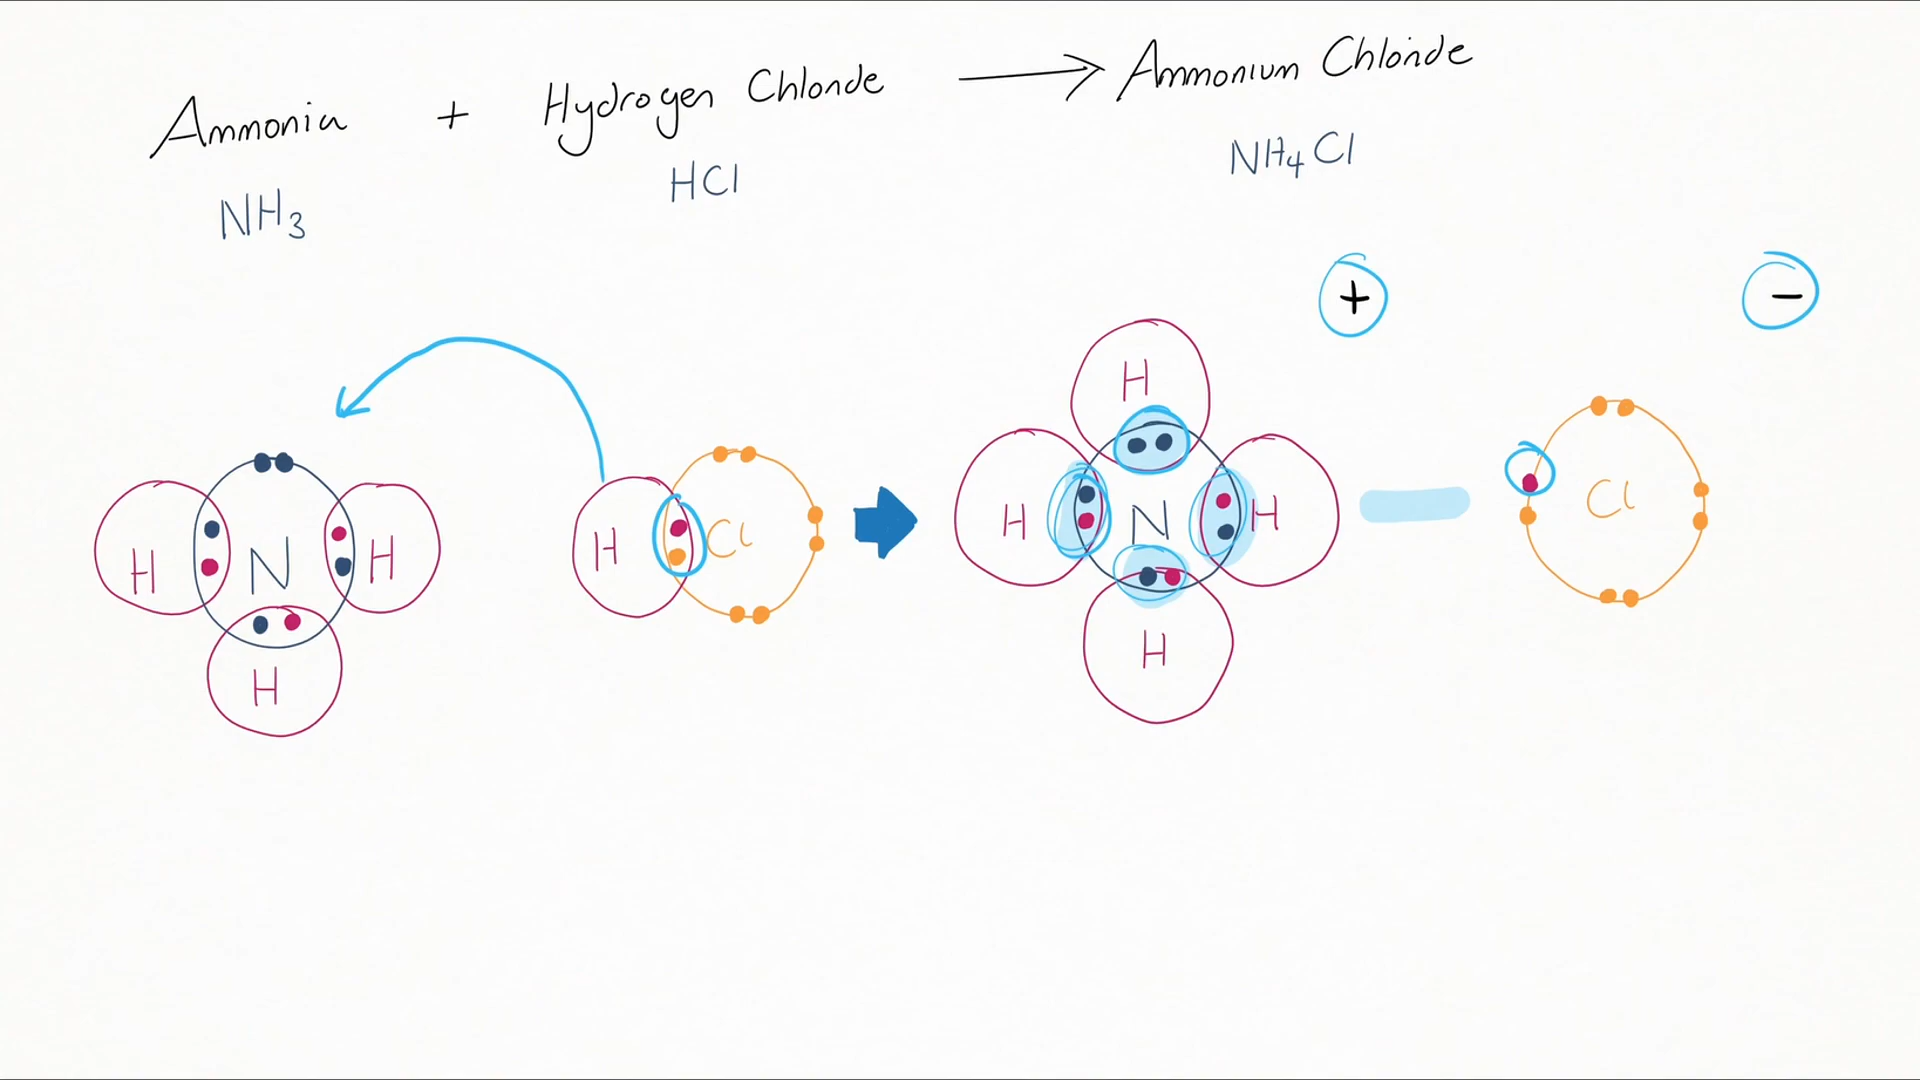 Ammonia + Hydrogen Chloride → Ammonium Chloride
NH3 HCl NH4Cl
+ −
H
H N H H Cl H N H Cl
H H